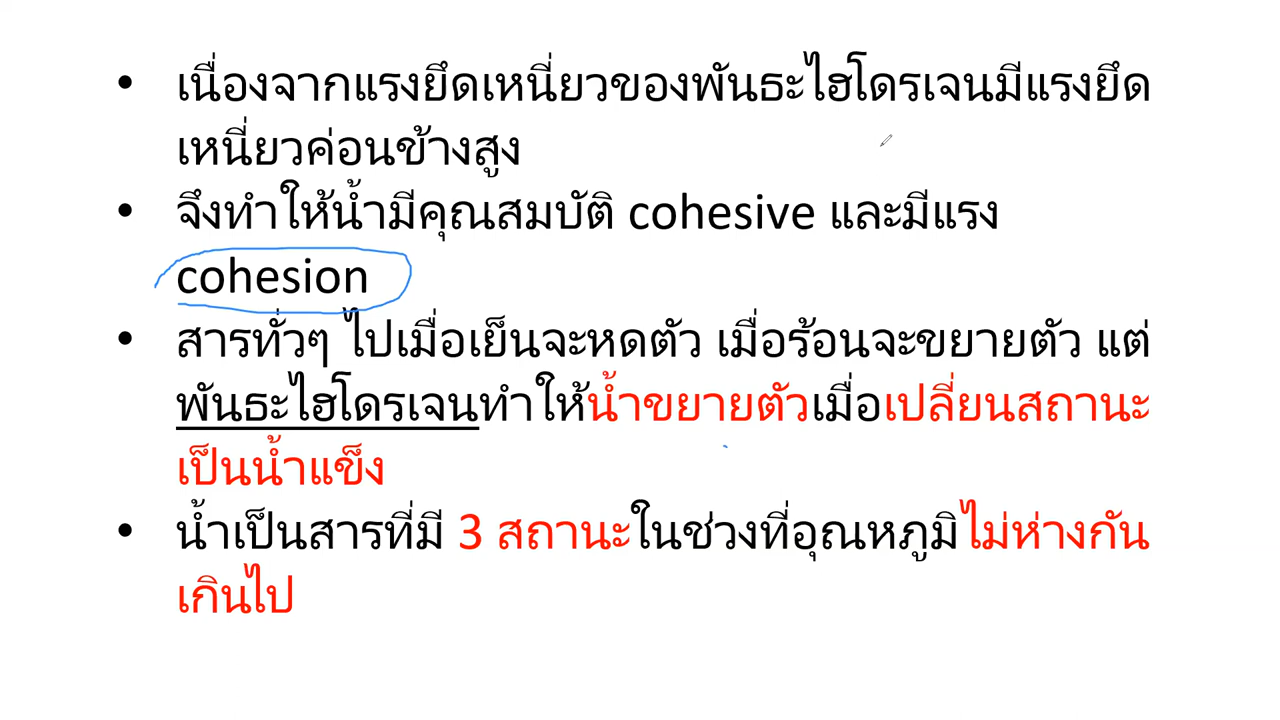 • เนื่องจากแรงยึดเหนี่ยวของพันธะไฮโดรเจนมีแรงยึด
เหนี่ยวค่อนข้างสูง
• จึงทำให้น้ำมีคุณสมบัติ cohesive และมีแรง
cohesion
• สารทั่วๆ ไปเมื่อเย็นจะหดตัว เมื่อร้อนจะขยายตัว แต่
พันธะไฮโดรเจนทำให้น้ำขยายตัวเมื่อเปลี่ยนสถานะ
เป็นน้ำแข็ง
• น้ำเป็นสารที่มี 3 สถานะในช่วงที่อุณหภูมิไม่ห่างกัน
เกินไป